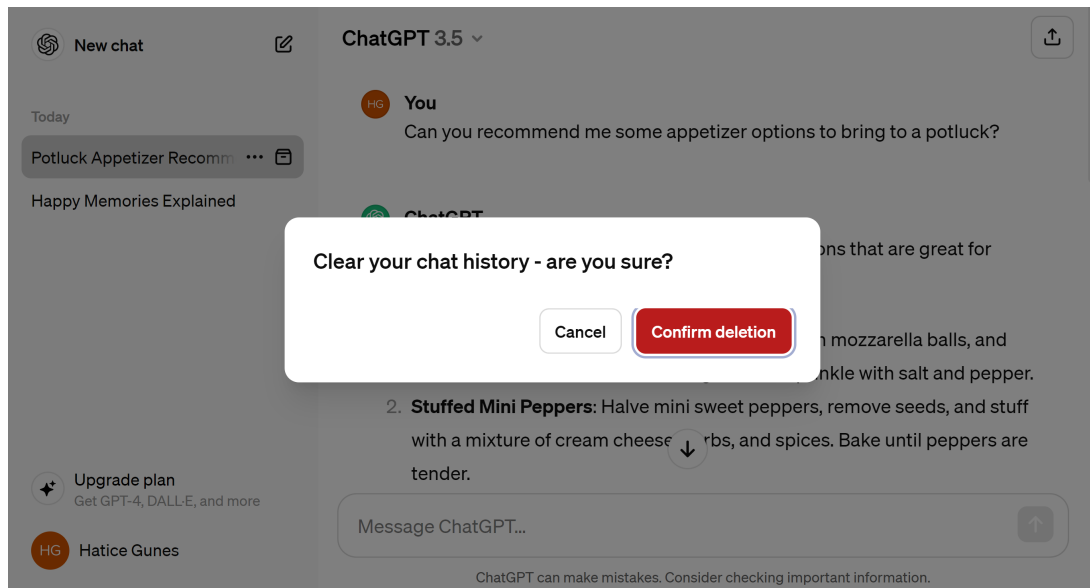 New chat
Today
Potluck Appetizer Recomm
Happy Memories Explained
Upgrade plan
Get GPT-4, DALL·E, and more
HG
Hatice Gunes
ChatGPT 3.5
HG
You
Can you recommend me some appetizer options to bring to a potluck?
ChatGPT
ons that are great for
mozzarella balls, and
nkle with salt and pepper.
2. Stuffed Mini Peppers: Halve mini sweet peppers, remove seeds, and stuff
with a mixture of cream cheese rbs, and spices. Bake until peppers are
tender.
Clear your chat history - are you sure?
Cancel
Confirm deletion
Message ChatGPT...
ChatGPT can make mistakes. Consider checking important information.